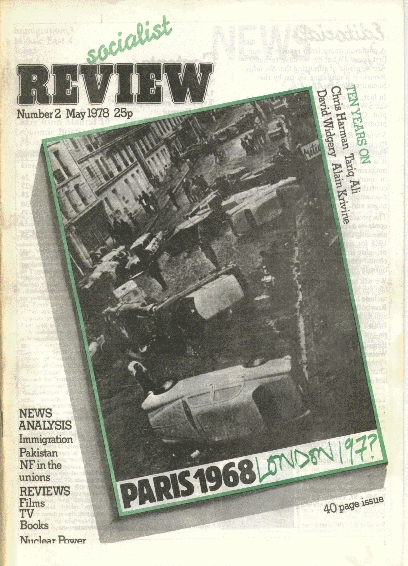 socialist
REVIEW
Number 2 May 1978 25p
TEN YEARS ON
Chris Harman Tariq Ali
David Widgery Alain Krivine
NEWS
ANALYSIS
Immigration
Pakistan
NF in the
unions
REVIEWS
Films
TV
Books
Nuclear Power
PARIS 1968 LONDON 197?
40 page issue